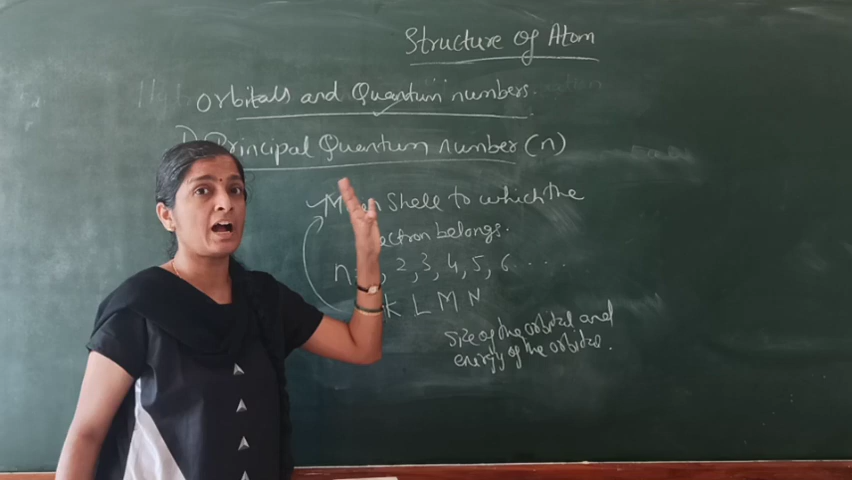 Structure of Atom
orbitals and Quantum numbers.
Principal Quantum number (n)
Shell to which the
belongs.
n 2, 3, 4, 5, 6 ...
K L M N
Size of the orbital and
energy of the orbital.